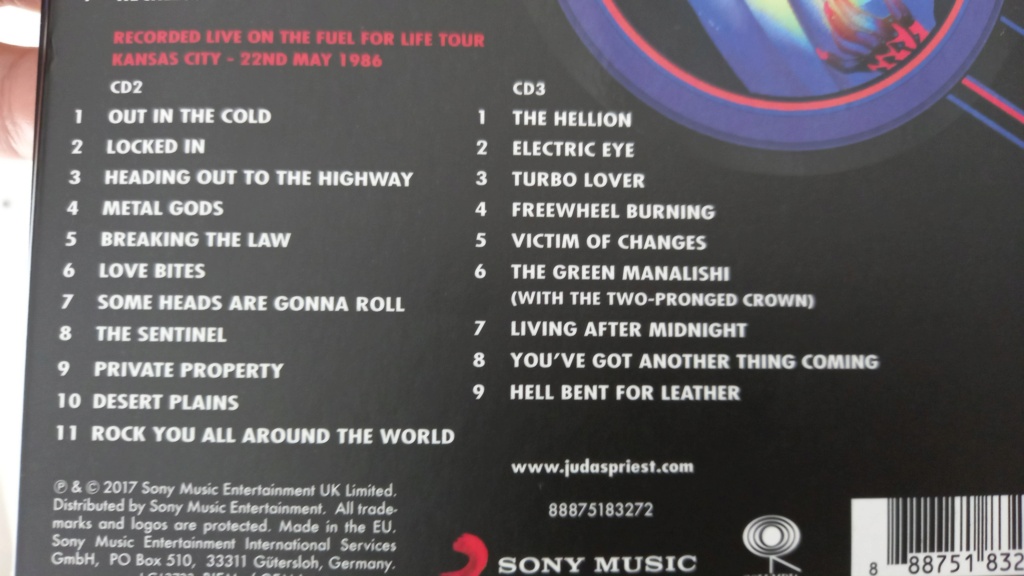 RECORDED LIVE ON THE FUEL FOR LIFE TOUR
KANSAS CITY - 22ND MAY 1986
CD2
1 OUT IN THE COLD
2 LOCKED IN
3 HEADING OUT TO THE HIGHWAY
4 METAL GODS
5 BREAKING THE LAW
6 LOVE BITES
7 SOME HEADS ARE GONNA ROLL
8 THE SENTINEL
9 PRIVATE PROPERTY
10 DESERT PLAINS
11 ROCK YOU ALL AROUND THE WORLD
CD3
1 THE HELLION
2 ELECTRIC EYE
3 TURBO LOVER
4 FREEWHEEL BURNING
5 VICTIM OF CHANGES
6 THE GREEN MANALISHI
(WITH THE TWO-PRONGED CROWN)
7 LIVING AFTER MIDNIGHT
8 YOU'VE GOT ANOTHER THING COMING
9 HELL BENT FOR LEATHER
www.judaspriest.com
88875183272
℗ & © 2017 Sony Music Entertainment UK Limited.
Distributed by Sony Music Entertainment. All trade-
marks and logos are protected. Made in the EU.
Sony Music Entertainment International Services
GmbH, PO Box 510, 33311 Gütersloh, Germany.
SONY MUSIC
8 88751 832